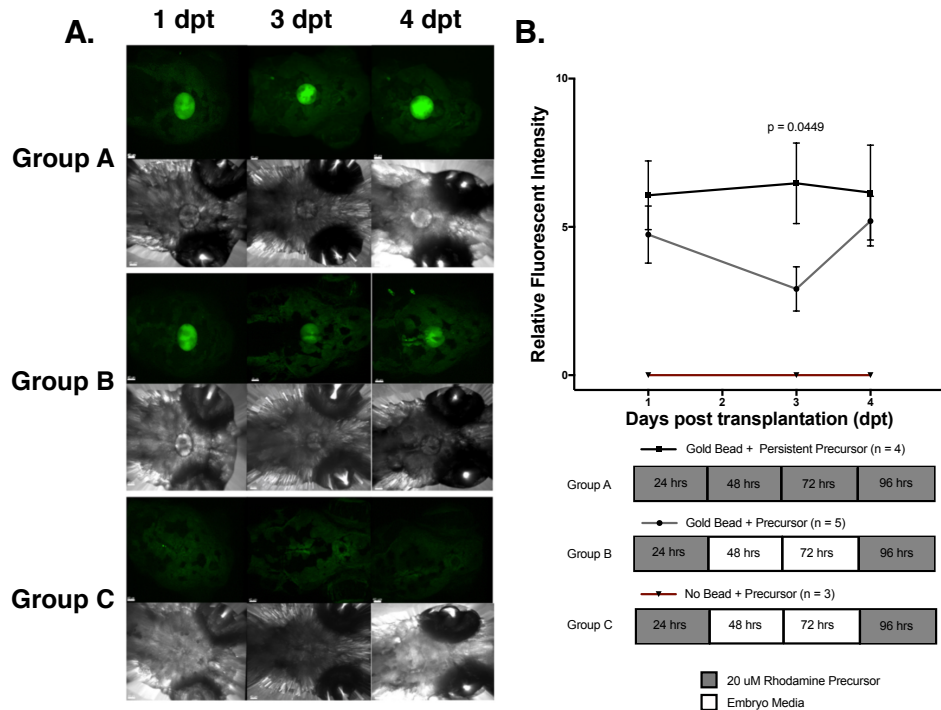 A.
1 dpt 3 dpt 4 dpt
Group A
Group B
Group C
B.
10
5
0
Relative Fluorescent Intensity
p = 0.0449
1 2 3 4
Days post transplantation (dpt)
Gold Bead + Persistent Precursor (n = 4)
Group A 24 hrs 48 hrs 72 hrs 96 hrs
Gold Bead + Precursor (n = 5)
Group B 24 hrs 48 hrs 72 hrs 96 hrs
No Bead + Precursor (n = 3)
Group C 24 hrs 48 hrs 72 hrs 96 hrs
20 uM Rhodamine Precursor
Embryo Media